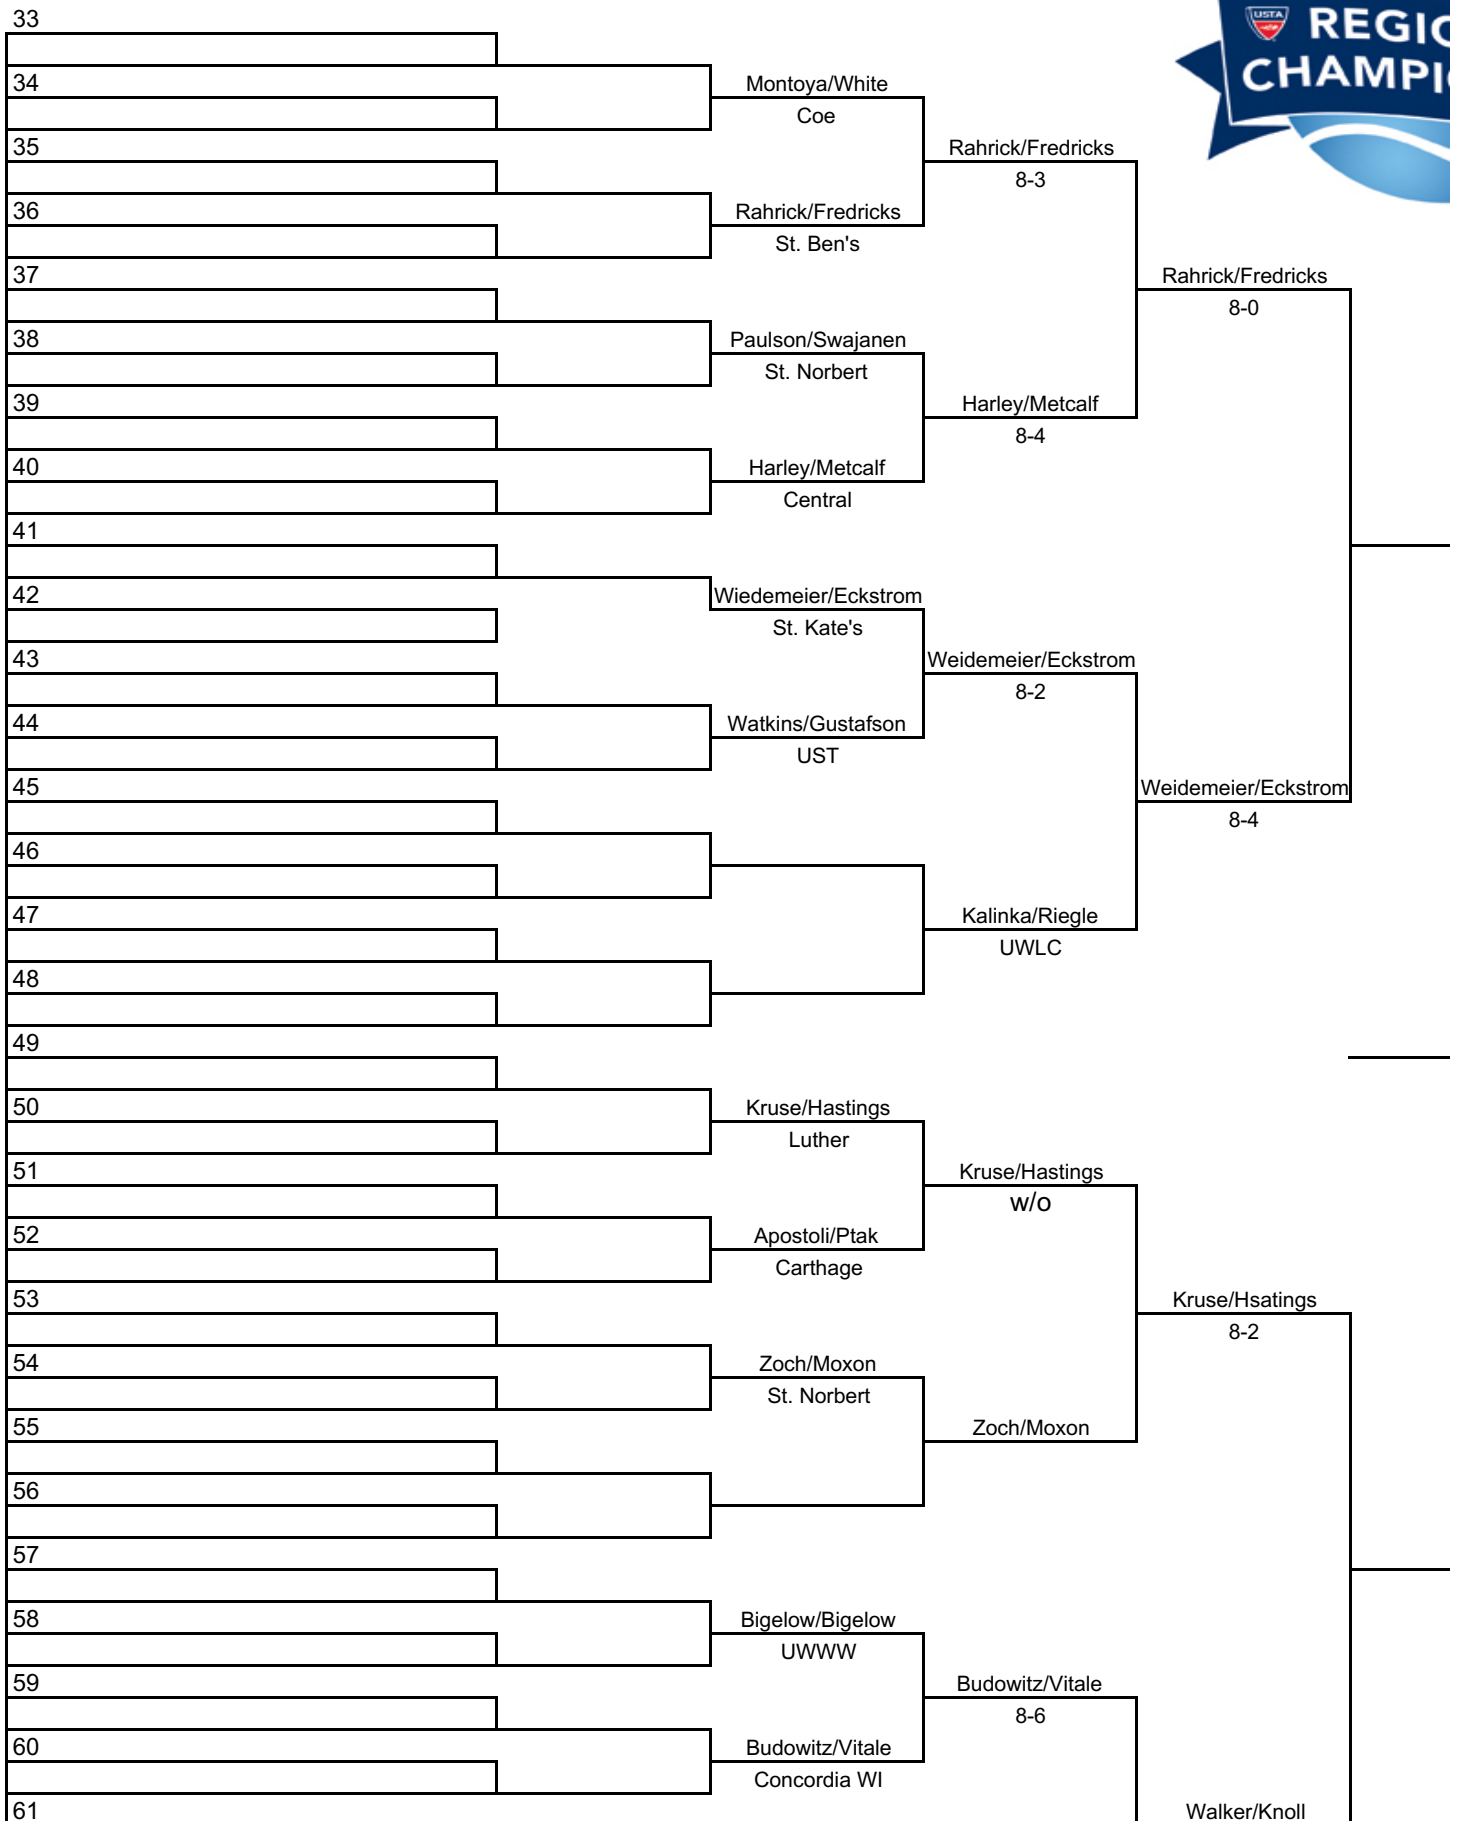 33
USTA
REGIO
CHAMPI
34
Montoya/White
Coe
35
Rahrick/Fredricks
8-3
36
Rahrick/Fredricks
St. Ben's
37
Rahrick/Fredricks
8-0
38
Paulson/Swajanen
St. Norbert
39
Harley/Metcalf
8-4
40
Harley/Metcalf
Central
41
42
Wiedemeier/Eckstrom
St. Kate's
43
Weidemeier/Eckstrom
8-2
44
Watkins/Gustafson
UST
45
Weidemeier/Eckstrom
8-4
46
47
Kalinka/Riegle
UWLC
48
49
50
Kruse/Hastings
Luther
51
Kruse/Hastings
w/o
52
Apostoli/Ptak
Carthage
53
Kruse/Hsatings
8-2
54
Zoch/Moxon
St. Norbert
55
Zoch/Moxon
56
57
58
Bigelow/Bigelow
UWWW
59
Budowitz/Vitale
8-6
60
Budowitz/Vitale
Concordia WI
61
Walker/Knoll